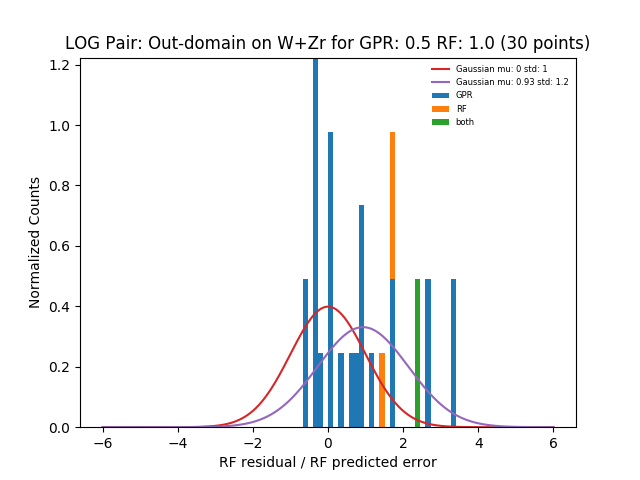 LOG Pair: Out-domain on W+Zr for GPR: 0.5 RF: 1.0 (30 points)
Gaussian mu: 0 std: 1
Gaussian mu: 0.93 std: 1.2
GPR
RF
both
Normalized Counts
1.2
1.0
0.8
0.6
0.4
0.2
0.0
−6 −4 −2 0 2 4 6
RF residual / RF predicted error